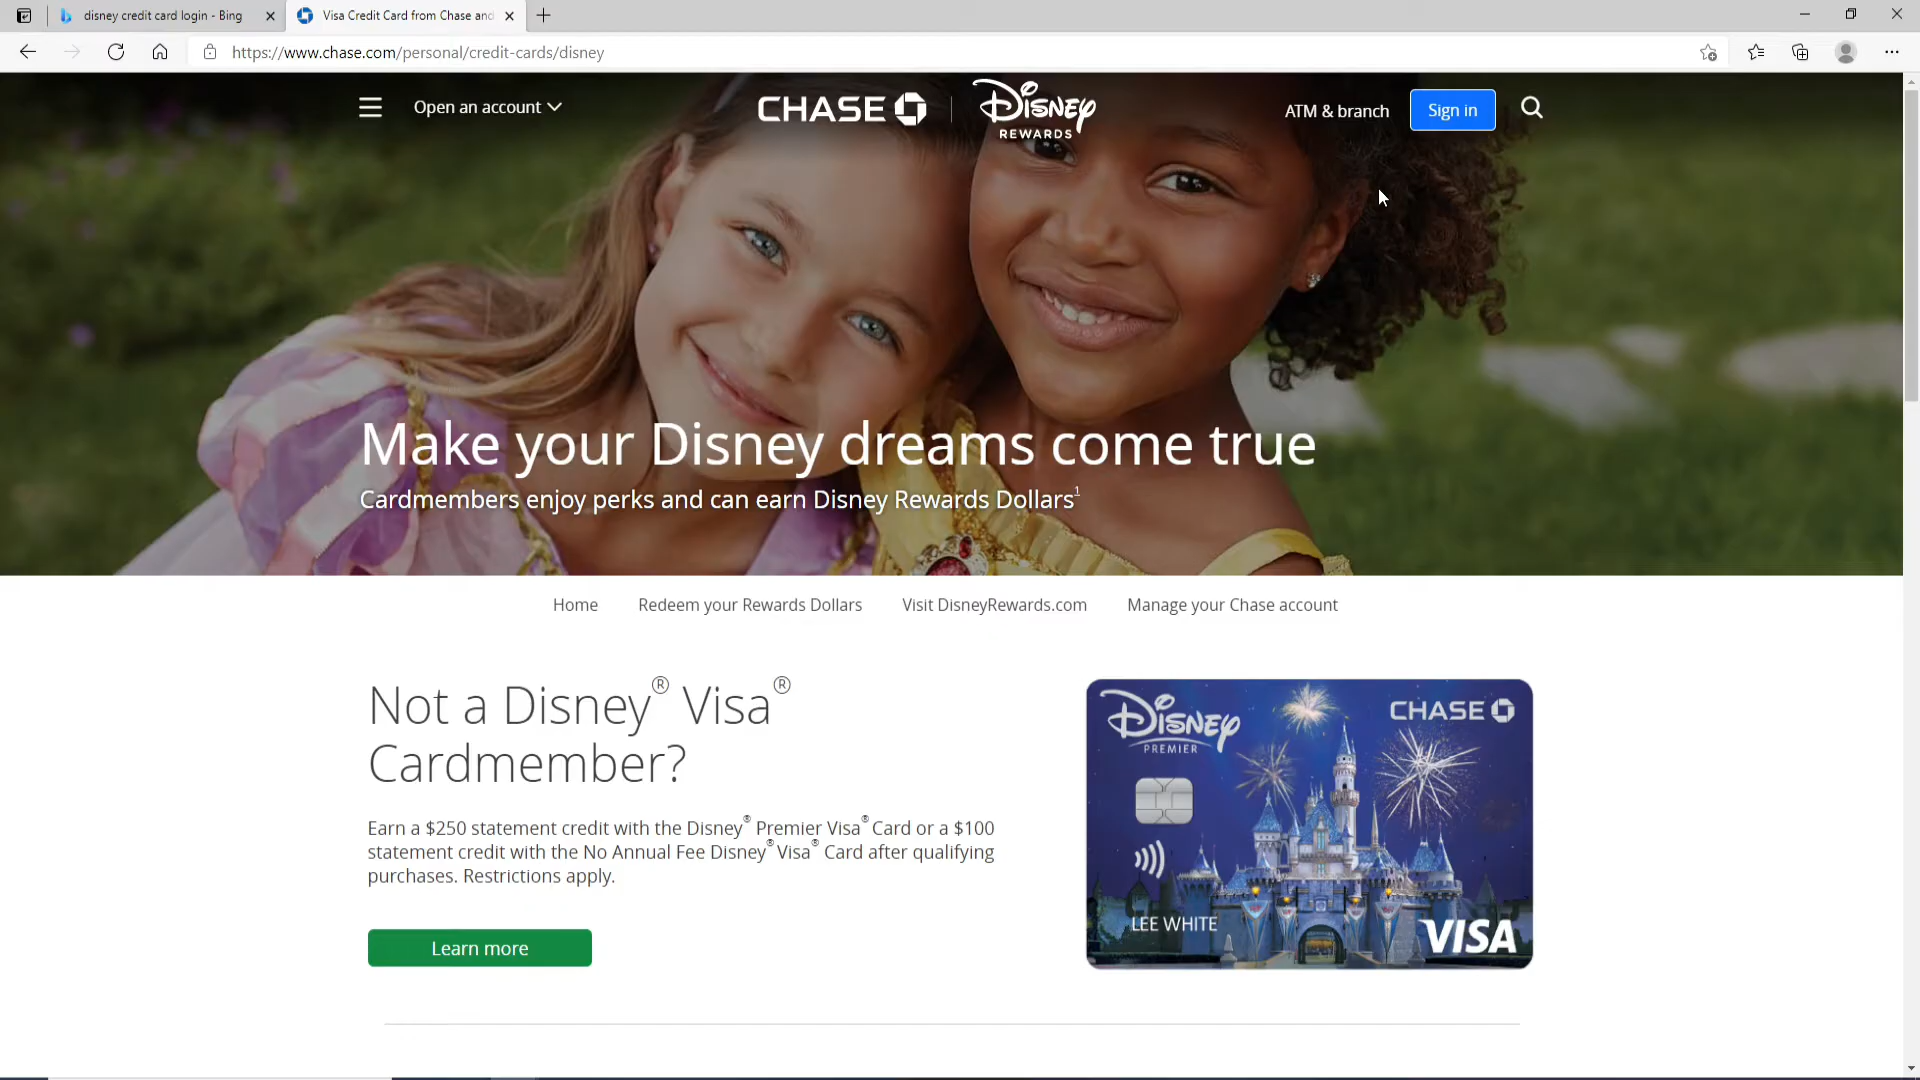 disney credit card login - Bing
Visa Credit Card from Chase and
https://www.chase.com/personal/credit-cards/disney
Open an account
CHASE
Disney
REWARDS
ATM & branch
Sign in
Make your Disney dreams come true
Cardmembers enjoy perks and can earn Disney Rewards Dollars¹
Home
Redeem your Rewards Dollars
Visit DisneyRewards.com
Manage your Chase account
Not a Disney® Visa®
Cardmember?
Earn a $250 statement credit with the Disney® Premier Visa® Card or a $100
statement credit with the No Annual Fee Disney® Visa® Card after qualifying
purchases. Restrictions apply.
Learn more
Disney
PREMIER
CHASE
LEE WHITE
VISA